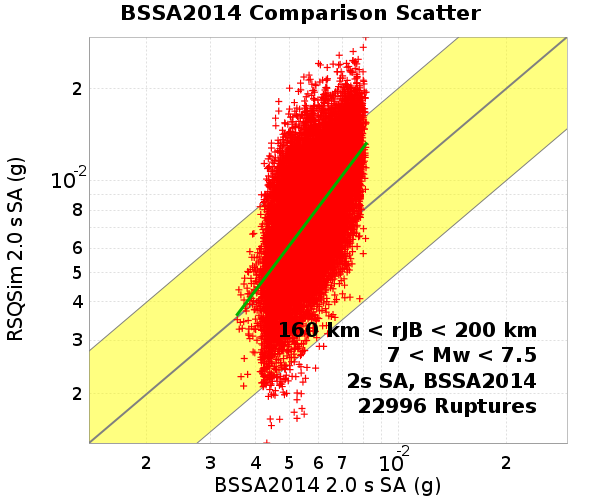 BSSA2014 Comparison Scatter
RSQSim 2.0 s SA (g)
2
10-2
8
6
5
4
3
2
160 km < rJB < 200 km
7 < Mw < 7.5
2s SA, BSSA2014
22996 Ruptures
2 3 4 5 6 7 10-2 2
BSSA2014 2.0 s SA (g)